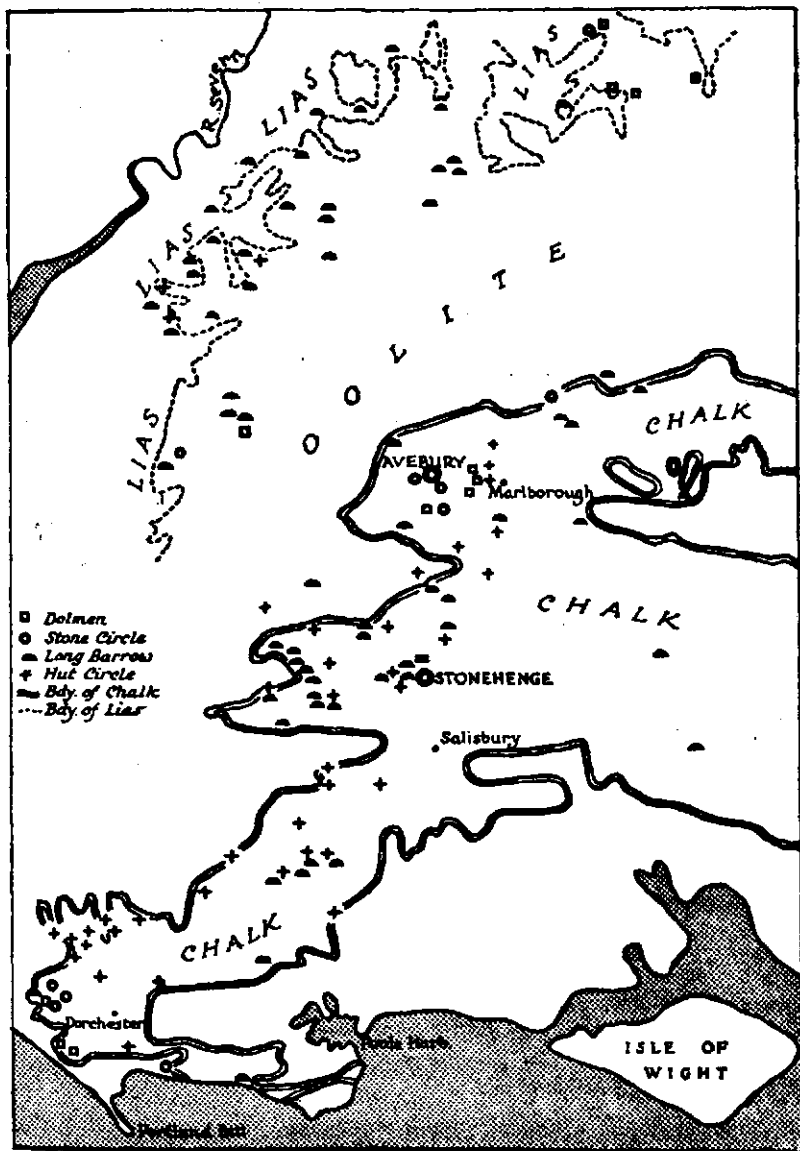 R. Severn
LIAS
LIAS
LIAS
LIAS
OOLITE
CHALK
AVEBURY
Marlborough
CHALK
Dolmen
Stone Circle
Long Barrow
Hut Circle
Bdy. of Chalk
Bdy. of Lias
STONEHENGE
Salisbury
CHALK
Dorchester
Poole Harb.
ISLE OF
WIGHT
Portland Bill